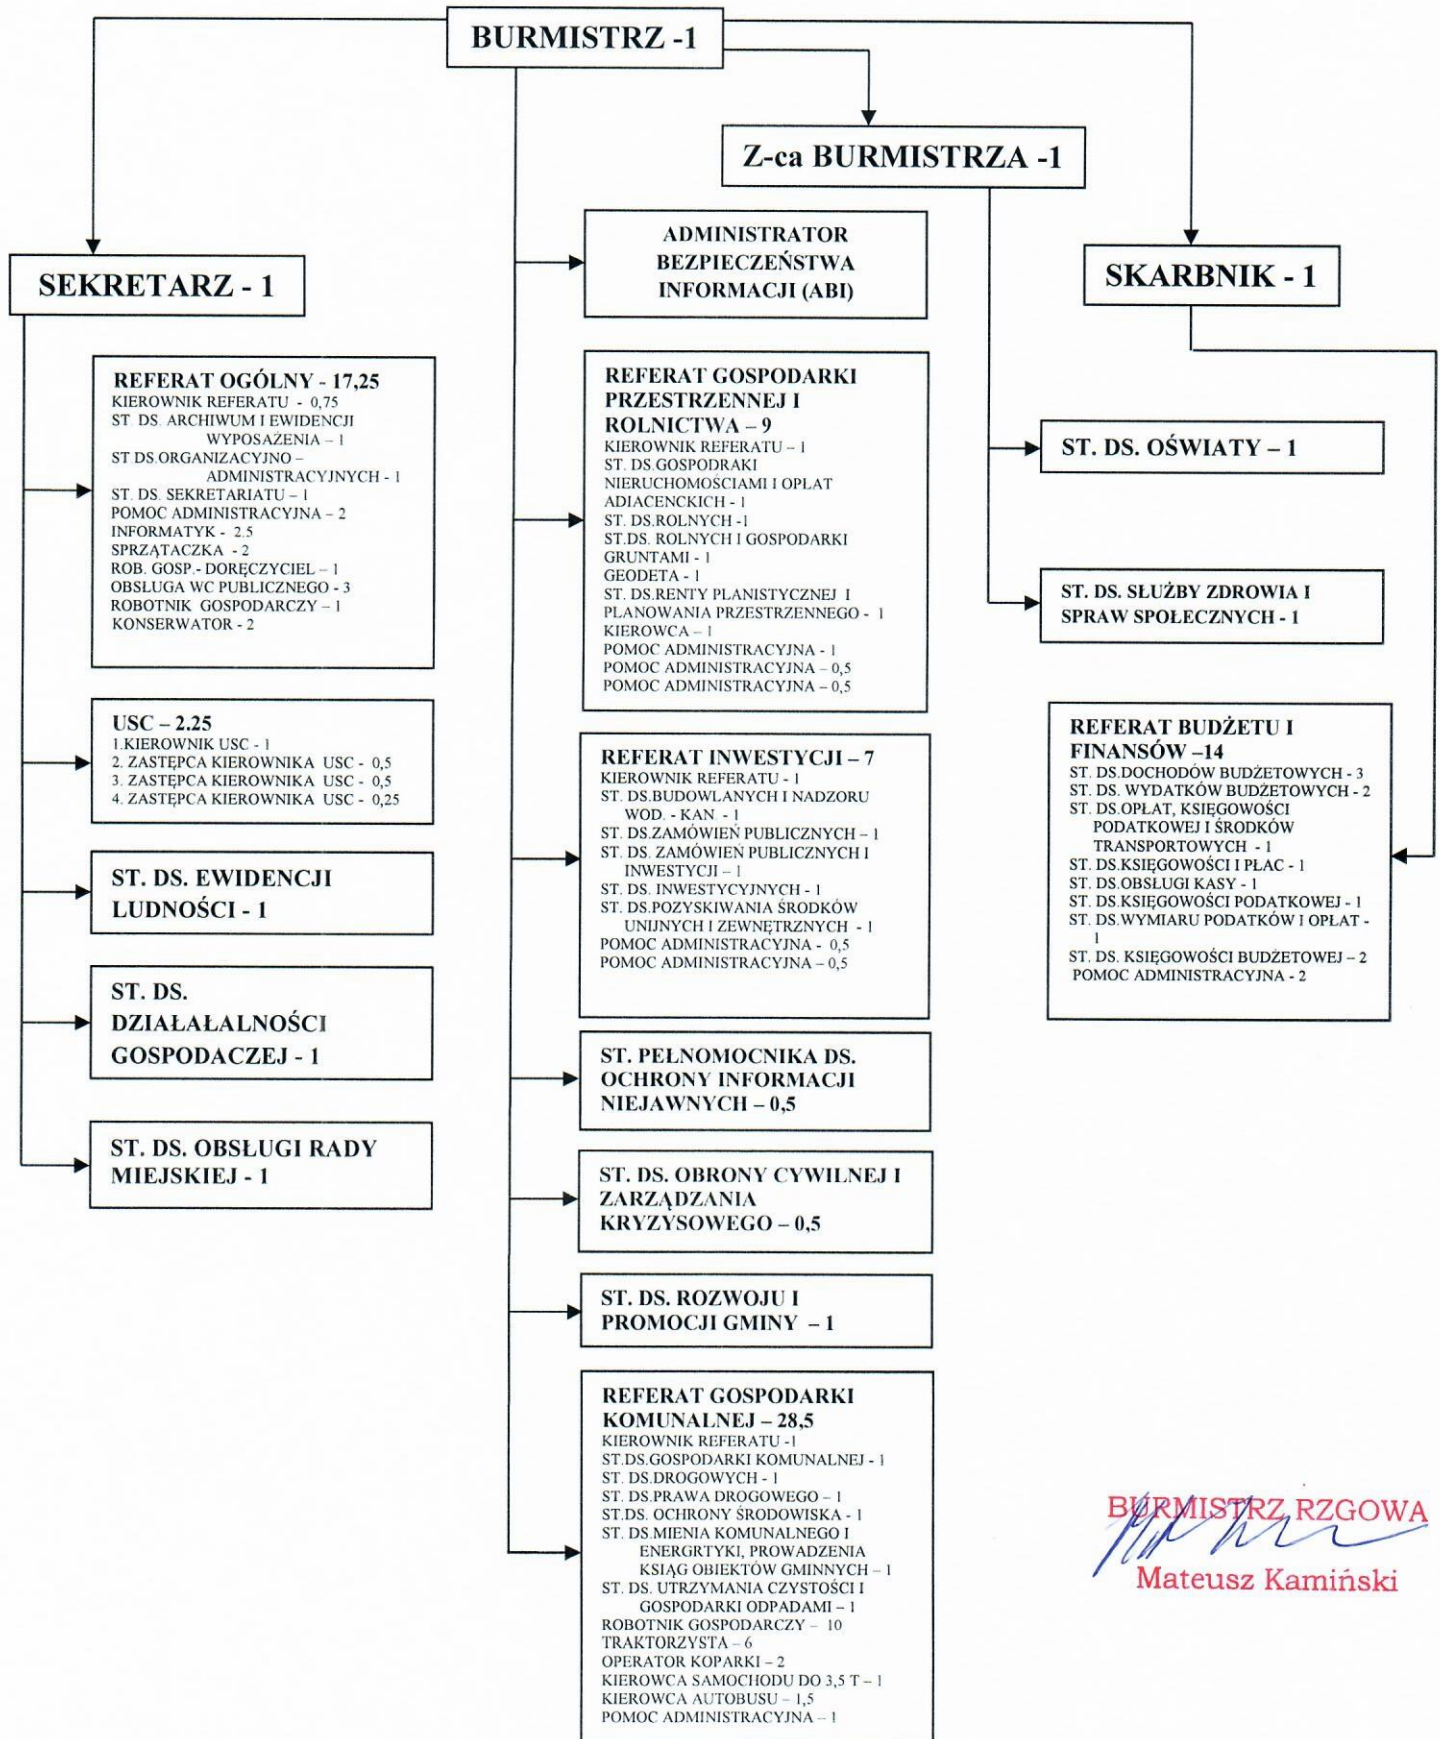 BURMISTRZ -1
Z-ca BURMISTRZA -1
SEKRETARZ - 1
SKARBNIK - 1
REFERAT OGÓLNY - 17,25
KIEROWNIK REFERATU - 0,75
ST. DS. ARCHIWUM I EWIDENCJI
WYPOSAŻENIA – 1
ST DS.ORGANIZACYJNO –
ADMINISTRACYJNYCH - 1
ST. DS. SEKRETARIATU – 1
POMOC ADMINISTRACYJNA – 2
INFORMATYK - 2.5
SPRZĄTACZKA - 2
ROB. GOSP.- DORĘCZYCIEL – 1
OBSŁUGA WC PUBLICZNEGO - 3
ROBOTNIK GOSPODARCZY – 1
KONSERWATOR - 2
USC – 2.25
1.KIEROWNIK USC - 1
2. ZASTĘPCA KIEROWNIKA USC - 0,5
3. ZASTĘPCA KIEROWNIKA USC - 0,5
4. ZASTĘPCA KIEROWNIKA USC - 0,25
ST. DS. EWIDENCJI
LUDNOŚCI - 1
ST. DS.
DZIAŁAŁALNOŚCI
GOSPODACZEJ - 1
ST. DS. OBSŁUGI RADY
MIEJSKIEJ - 1
ADMINISTRATOR
BEZPIECZEŃSTWA
INFORMACJI (ABI)
REFERAT GOSPODARKI
PRZESTRZENNEJ I
ROLNICTWA – 9
KIEROWNIK REFERATU – 1
ST. DS.GOSPODRAKI
NIERUCHOMOŚCIAMI I OPŁAT
ADIACENCKICH - 1
ST. DS.ROLNYCH -1
ST.DS. ROLNYCH I GOSPODARKI
GRUNTAMI - 1
GEODETA - 1
ST. DS.RENTY PLANISTYCZNEJ I
PLANOWANIA PRZESTRZENNEGO - 1
KIEROWCA – 1
POMOC ADMINISTRACYJNA - 1
POMOC ADMINISTRACYJNA – 0,5
POMOC ADMINISTRACYJNA – 0,5
REFERAT INWESTYCJI – 7
KIEROWNIK REFERATU - 1
ST. DS.BUDOWLANYCH I NADZORU
WOD. - KAN. - 1
ST. DS.ZAMÓWIEŃ PUBLICZNYCH – 1
ST. DS. ZAMÓWIEŃ PUBLICZNYCH I
INWESTYCJI – 1
ST. DS. INWESTYCYJNYCH - 1
ST. DS.POZYSKIWANIA ŚRODKÓW
UNIJNYCH I ZEWNĘTRZNYCH - 1
POMOC ADMINISTRACYJNA - 0,5
POMOC ADMINISTRACYJNA – 0,5
ST. PEŁNOMOCNIKA DS.
OCHRONY INFORMACJI
NIEJAWNYCH – 0,5
ST. DS. OBRONY CYWILNEJ I
ZARZĄDZANIA
KRYZYSOWEGO – 0,5
ST. DS. ROZWOJU I
PROMOCJI GMINY – 1
REFERAT GOSPODARKI
KOMUNALNEJ – 28,5
KIEROWNIK REFERATU -1
ST.DS.GOSPODARKI KOMUNALNEJ - 1
ST. DS.DROGOWYCH - 1
ST. DS.PRAWA DROGOWEGO – 1
ST.DS. OCHRONY ŚRODOWISKA - 1
ST. DS.MIENIA KOMUNALNEGO I
ENERGRTYKI, PROWADZENIA
KSIĄG OBIEKTÓW GMINNYCH – 1
ST. DS. UTRZYMANIA CZYSTOŚCI I
GOSPODARKI ODPADAMI – 1
ROBOTNIK GOSPODARCZY – 10
TRAKTORZYSTA – 6
OPERATOR KOPARKI – 2
KIEROWCA SAMOCHODU DO 3,5 T – 1
KIEROWCA AUTOBUSU – 1,5
POMOC ADMINISTRACYJNA – 1
ST. DS. OŚWIATY – 1
ST. DS. SŁUŻBY ZDROWIA I
SPRAW SPOŁECZNYCH - 1
REFERAT BUDŻETU I
FINANSÓW –14
ST. DS.DOCHODÓW BUDŻETOWYCH - 3
ST. DS. WYDATKÓW BUDŻETOWYCH - 2
ST. DS.OPŁAT, KSIĘGOWOŚCI
PODATKOWEJ I ŚRODKÓW
TRANSPORTOWYCH - 1
ST. DS.KSIĘGOWOŚCI I PŁAC - 1
ST. DS.OBSŁUGI KASY - 1
ST. DS.KSIĘGOWOŚCI PODATKOWEJ - 1
ST. DS.WYMIARU PODATKÓW I OPŁAT -
1
ST. DS. KSIĘGOWOŚCI BUDŻETOWEJ – 2
POMOC ADMINISTRACYJNA - 2
BURMISTRZ RZGOWA
Mateusz Kamiński